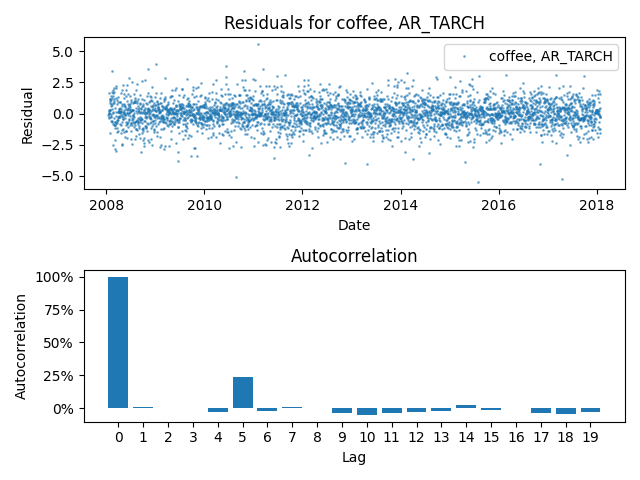 Residuals for coffee, AR_TARCH
5.0
2.5
0.0
−2.5
−5.0
Residual
coffee, AR_TARCH
2008 2010 2012 2014 2016 2018
Date
Autocorrelation
100%
75%
50%
25%
0%
Autocorrelation
0 1 2 3 4 5 6 7 8 9 10 11 12 13 14 15 16 17 18 19
Lag